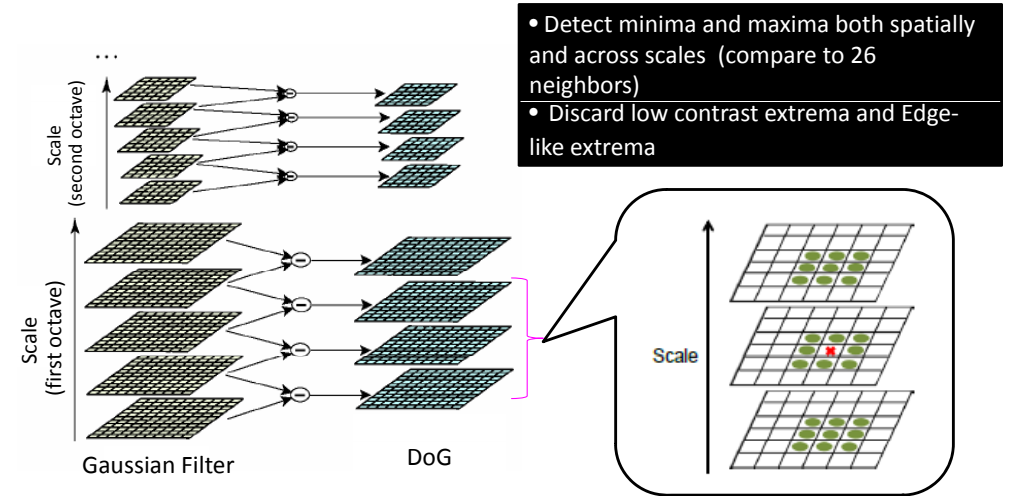 • Detect minima and maxima both spatially
and across scales (compare to 26
neighbors)
• Discard low contrast extrema and Edge-
like extrema
...
Scale
(second octave)
Scale
(first octave)
Gaussian Filter
DoG
Scale